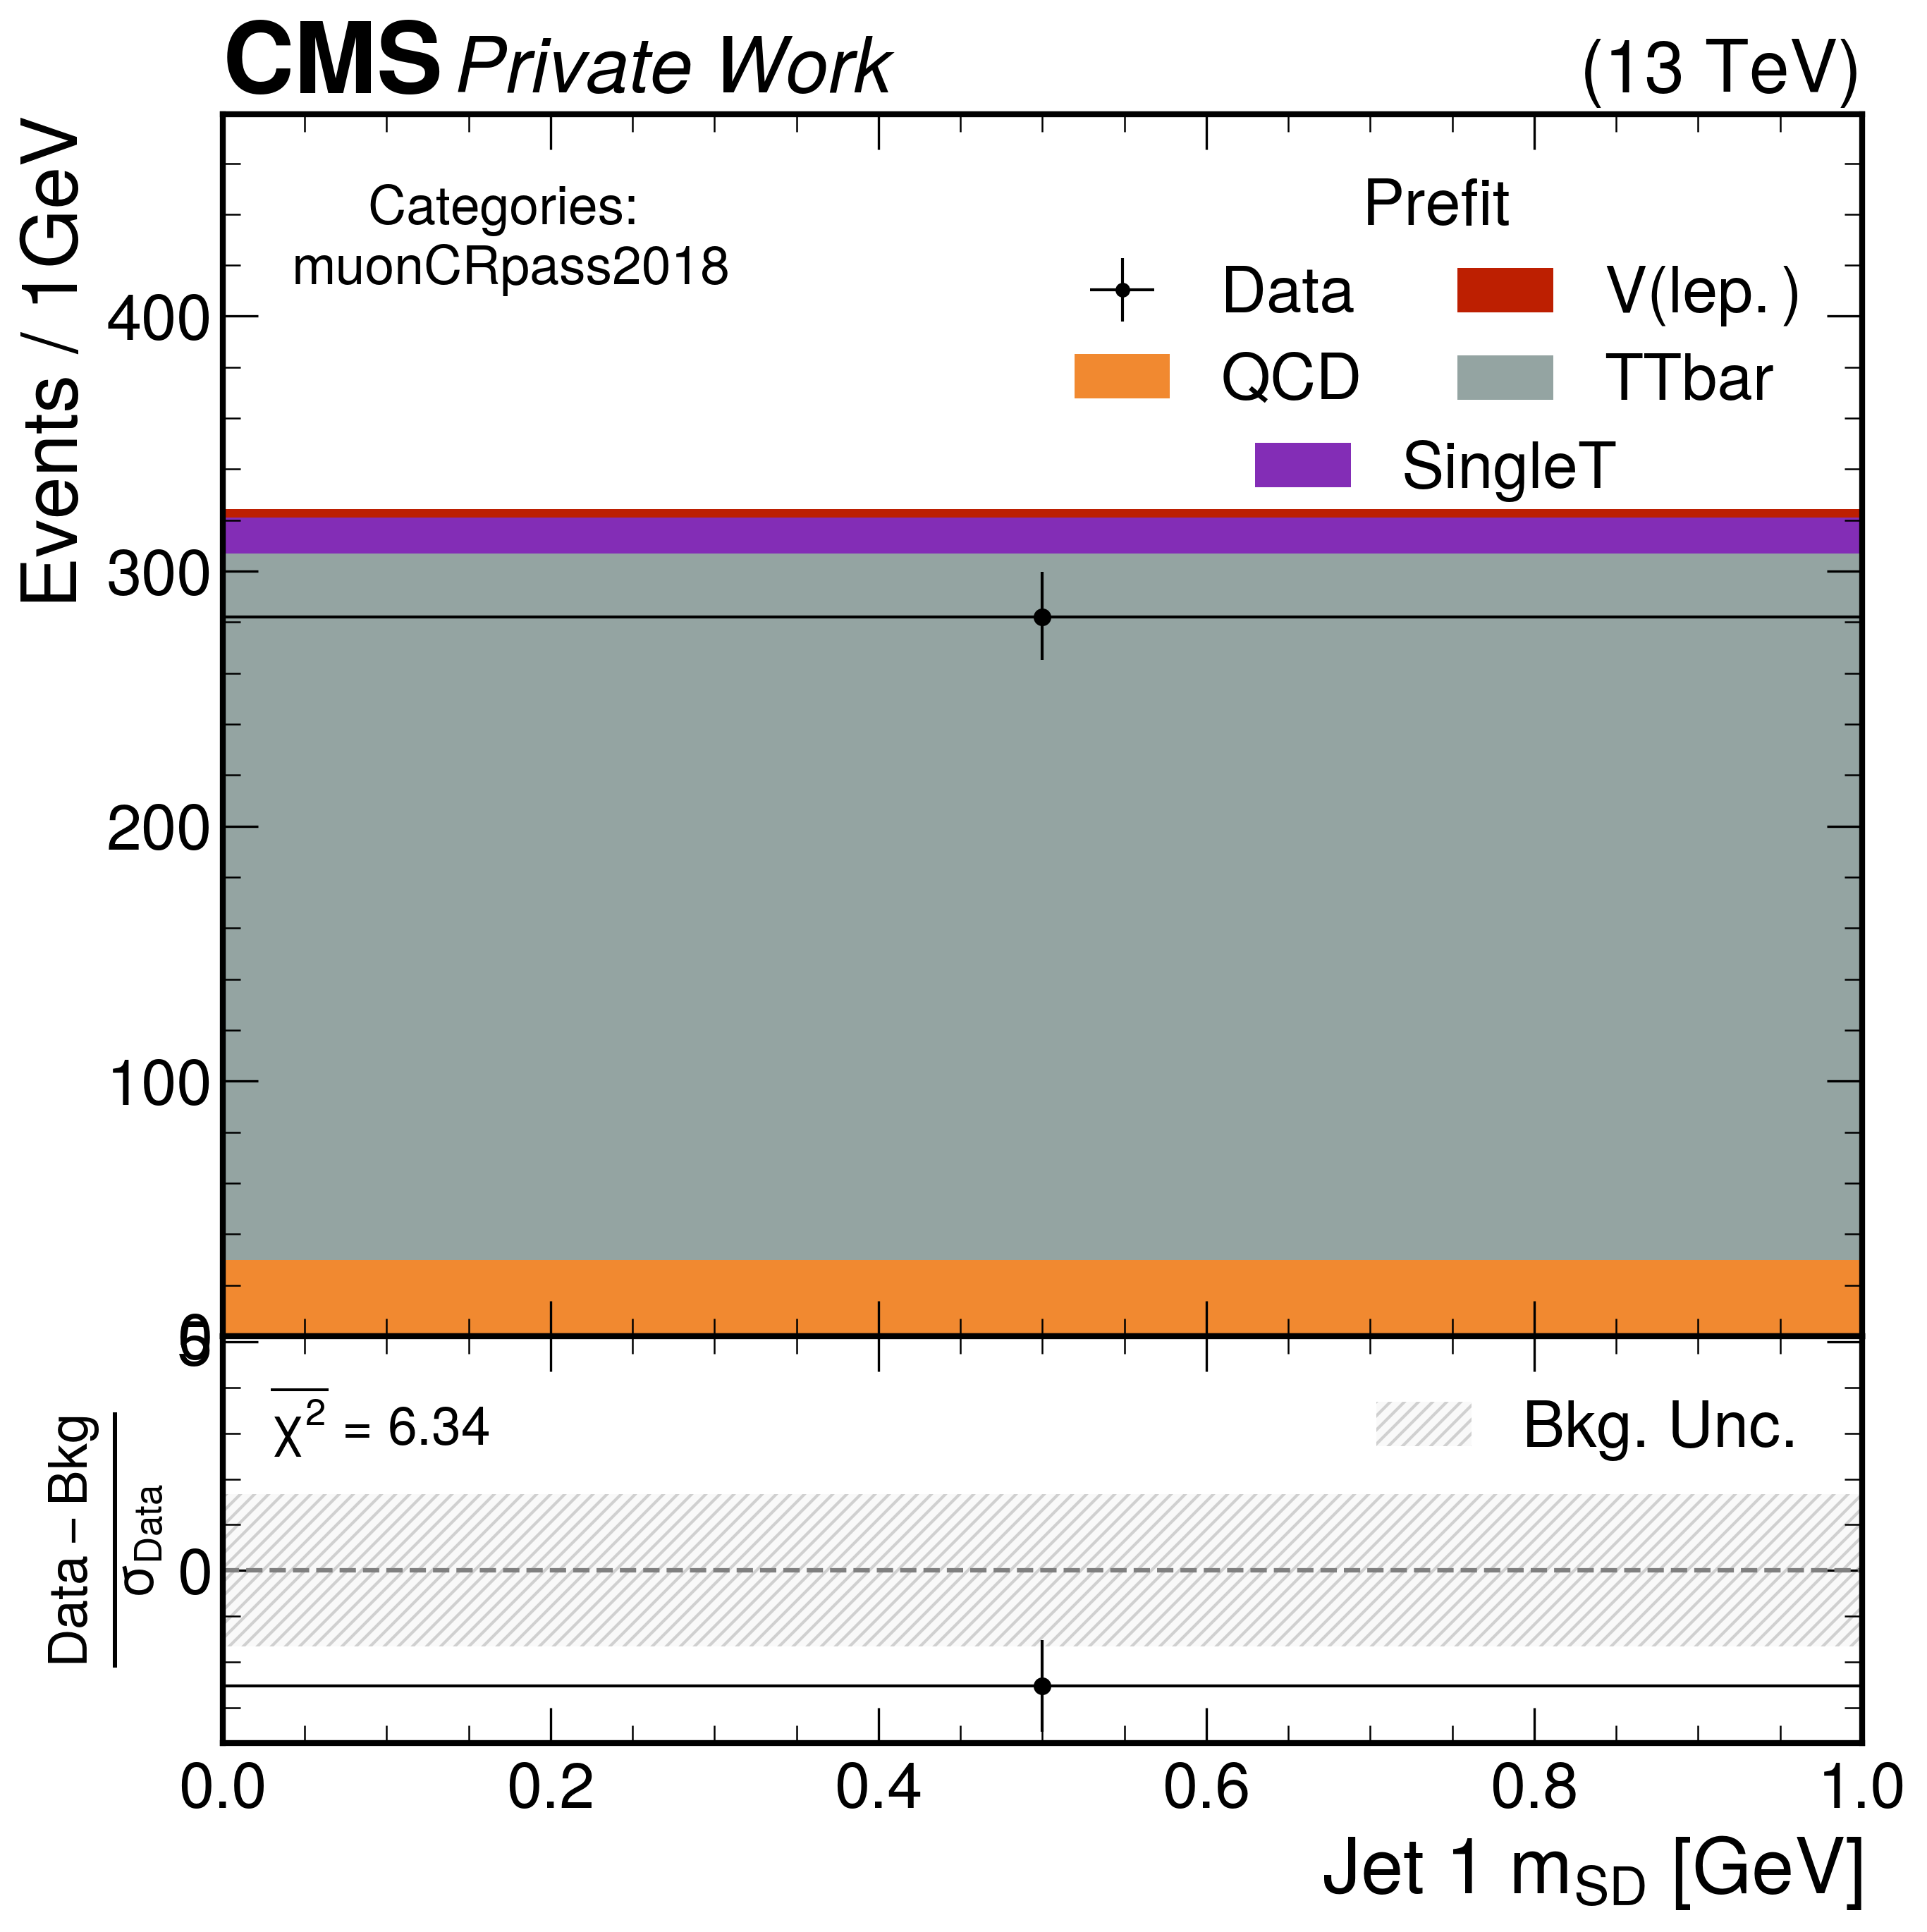 CMS Private Work (13 TeV)
Events / 1 GeV
Categories:
muonCRpass2018
Prefit
Data V(lep.)
QCD TTbar
SingleT
400
300
200
100
0
5
χ² = 6.34
Bkg. Unc.
Data − Bkg
σData
0
0.0 0.2 0.4 0.6 0.8 1.0
Jet 1 mSD [GeV]